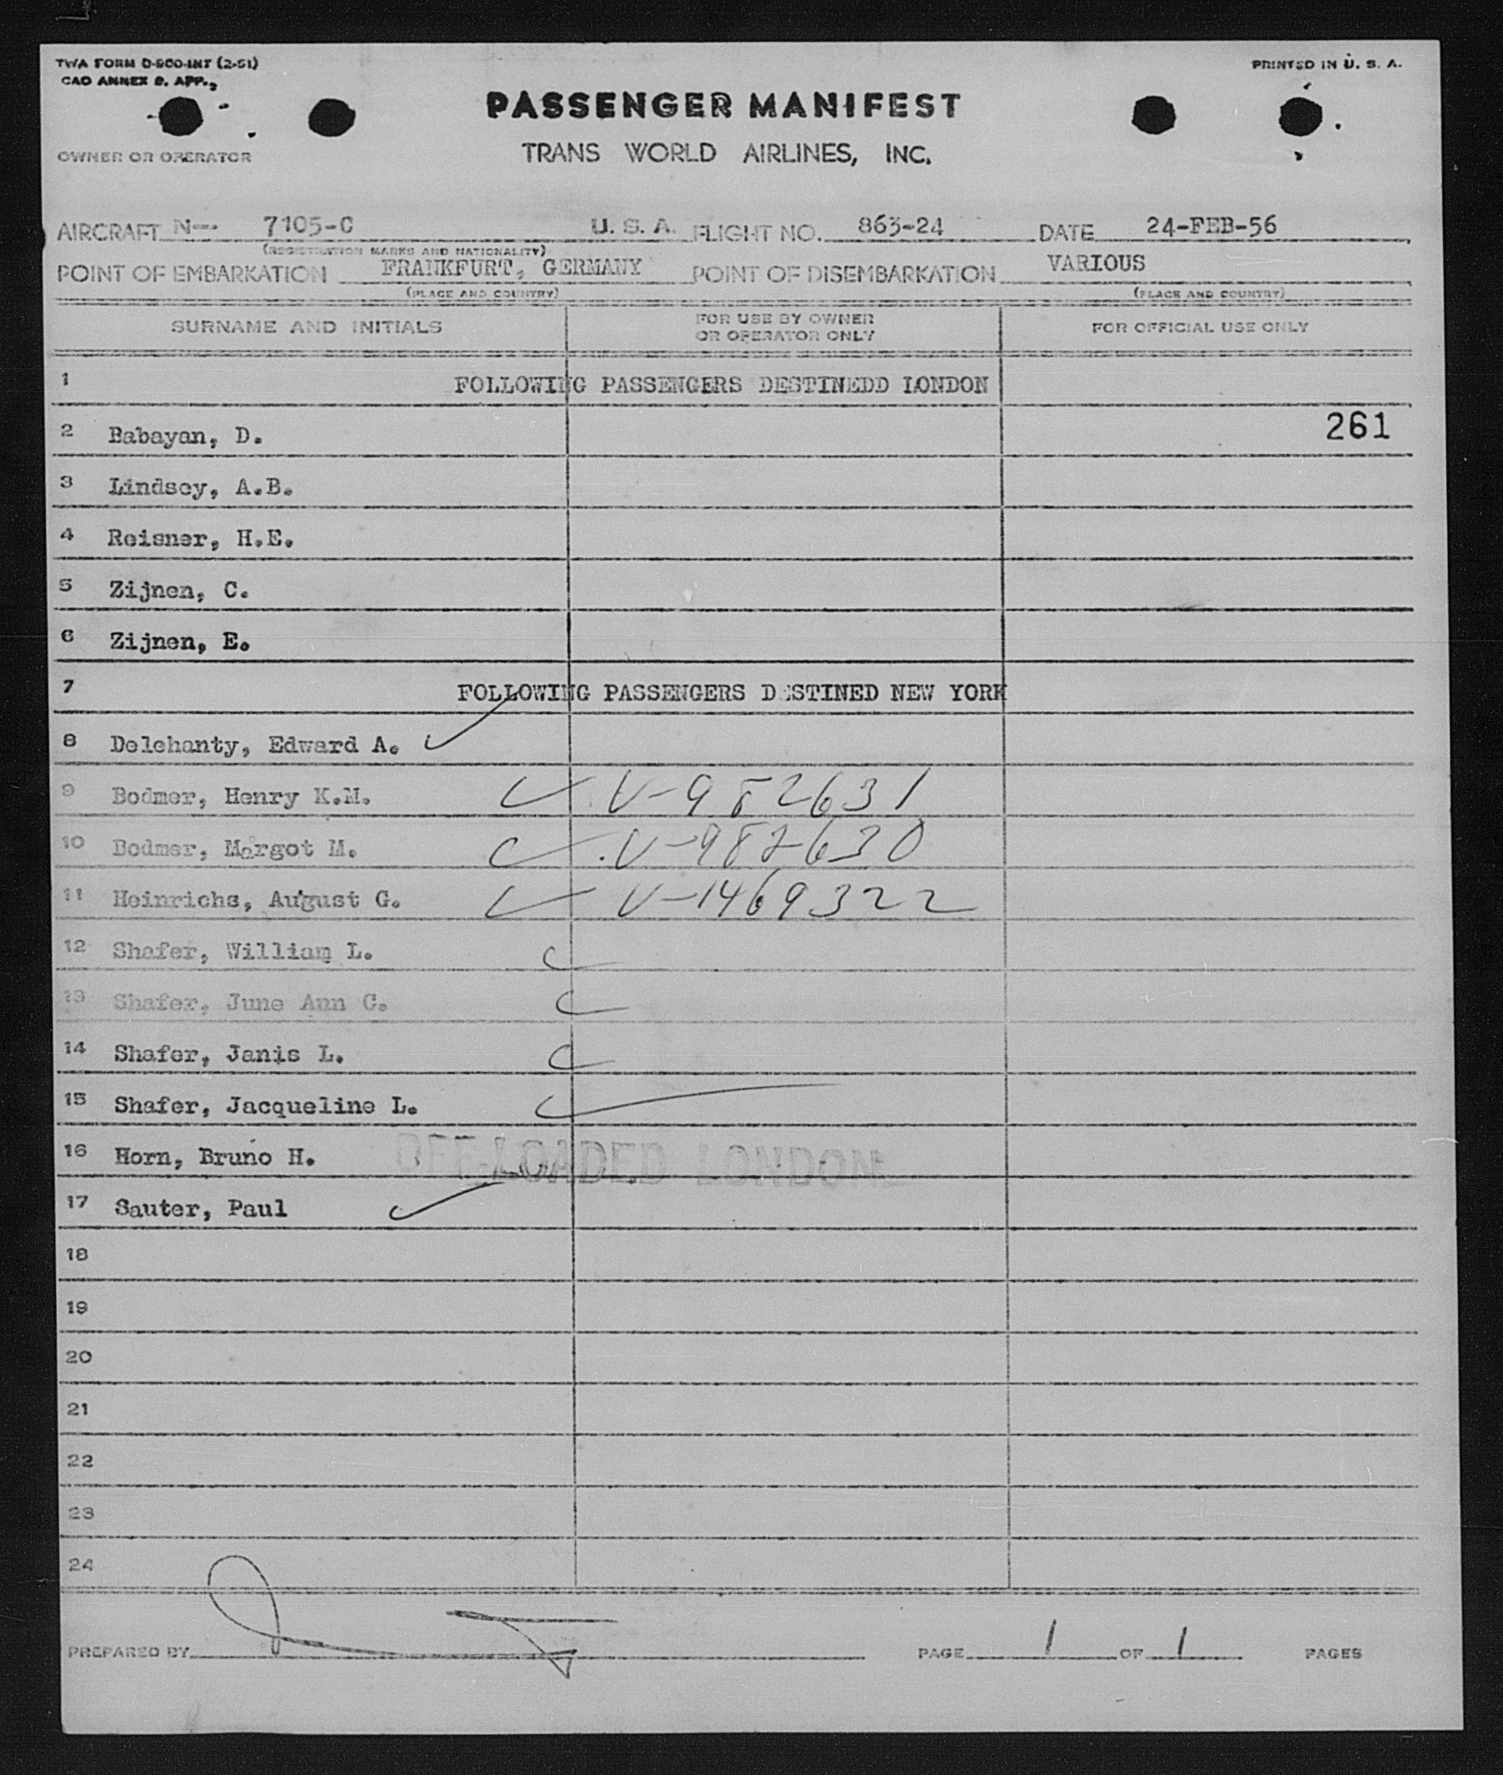 TWA FORM O-900-INT (2-51)
CAO ANNEX 9. APP.,
PRINTED IN U. S. A.
PASSENGER MANIFEST
OWNER OR OPERATOR
TRANS WORLD AIRLINES, INC.
AIRCRAFT N-- 7105-C U. S. A. FLIGHT NO. 863-24 DATE 24-FEB-56
(REGISTRATION MARKS AND NATIONALITY)
POINT OF EMBARKATION FRANKFURT, GERMANY POINT OF DISEMBARKATION VARIOUS
(PLACE AND COUNTRY) (PLACE AND COUNTRY)
SURNAME AND INITIALS FOR USE BY OWNER OR OPERATOR ONLY FOR OFFICIAL USE ONLY
1 FOLLOWING PASSENGERS DESTINEDD LONDON
2 Babayan, D. 261
3 Lindsey, A.B.
4 Reisner, H.E.
5 Zijnen, C.
6 Zijnen, E.
7 FOLLOWING PASSENGERS DESTINED NEW YORK
8 Delehanty, Edward A.
9 Bodmer, Henry K.M. V-982631
10 Bodmer, Margot M. V-982630
11 Heinrichs, August G. V-1469322
12 Shafer, William L.
13 Shafer, June Ann C.
14 Shafer, Janis L.
15 Shafer, Jacqueline L.
16 Horn, Bruno H. OFF-LOADED LONDON
17 Sauter, Paul
18
19
20
21
22
23
24
PREPARED BY PAGE 1 OF 1 PAGES